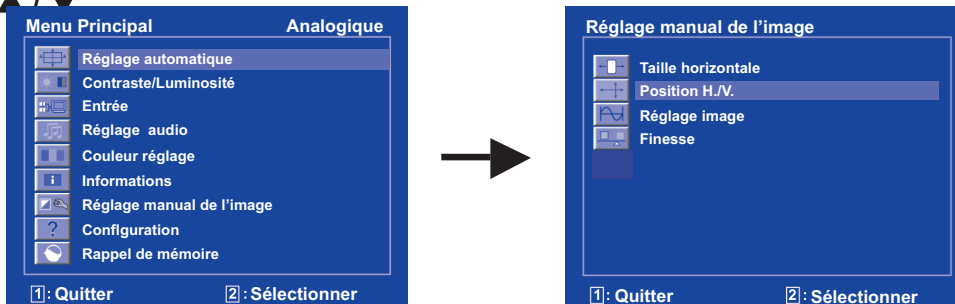 Menu Principal Analogique
Réglage automatique
Contraste/Luminosité
Entrée
Réglage audio
Couleur réglage
Informations
Réglage manual de l’image
Configuration
Rappel de mémoire
1: Quitter 2: Sélectionner
Réglage manual de l’image
Taille horizontale
Position H./V.
Réglage image
Finesse
1: Quitter 2: Sélectionner